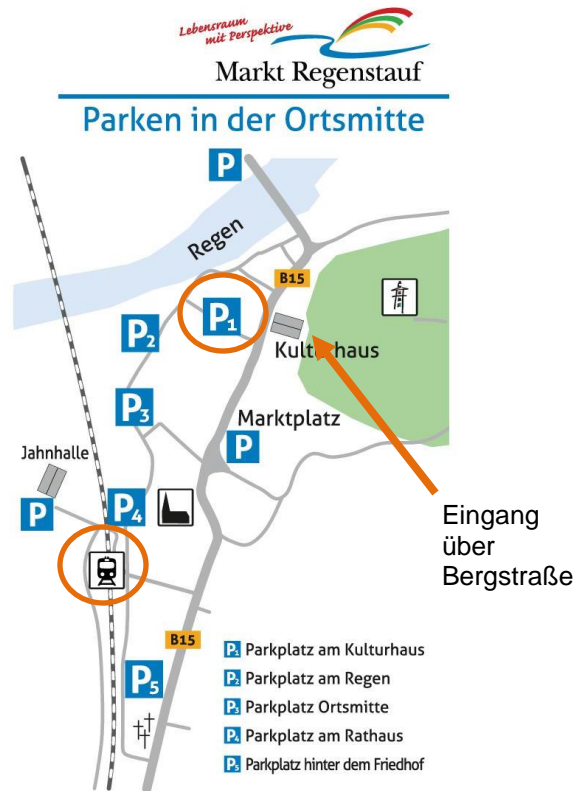 Lebensraum
mit Perspektive
Markt Regenstauf
Parken in der Ortsmitte
P
Regen
B15
P1
P2
Kulturhaus
P3
Marktplatz
P
Jahnhalle
P
P4
Eingang
über
Bergstraße
B15
P5
P1 Parkplatz am Kulturhaus
P2 Parkplatz am Regen
P3 Parkplatz Ortsmitte
P4 Parkplatz am Rathaus
P5 Parkplatz hinter dem Friedhof